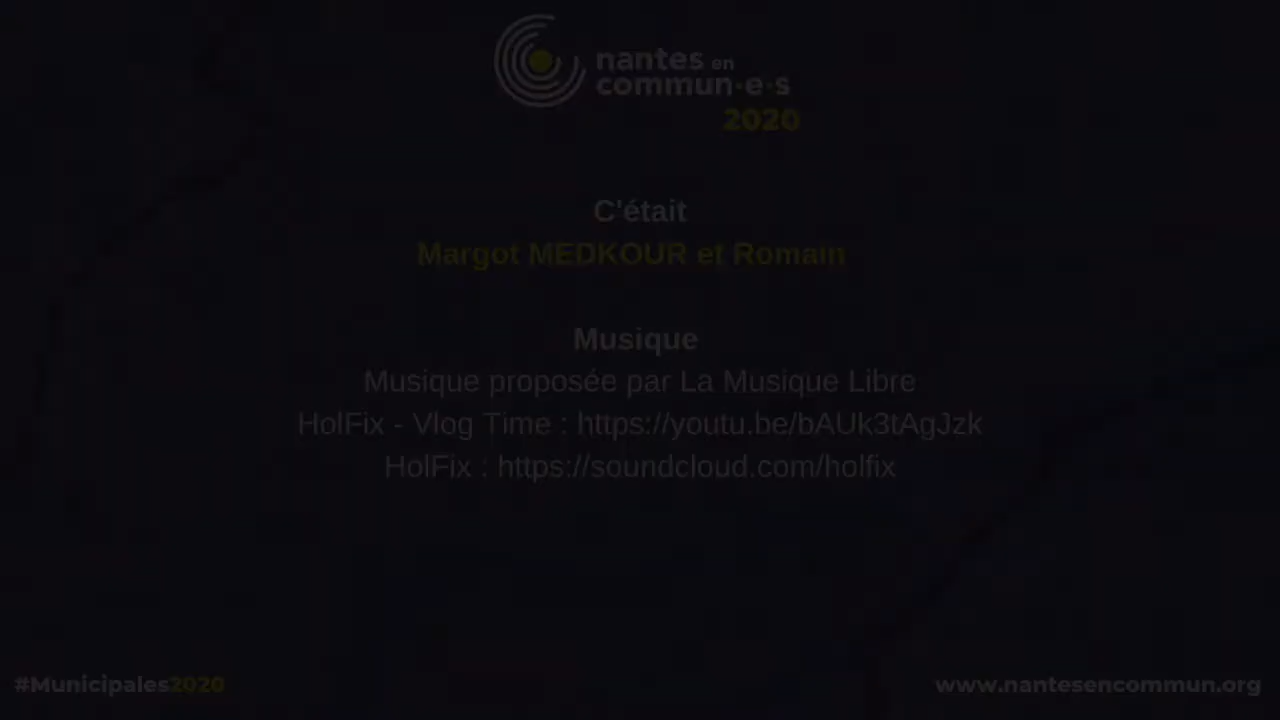 nantes en
commun·e·s
2020
C'était
Margot MEDKOUR et Romain
Musique
Musique proposée par La Musique Libre
HolFix - Vlog Time : https://youtu.be/bAUk3tAgJzk
HolFix : https://soundcloud.com/holfix
#Municipales2020
www.nantesencommun.org